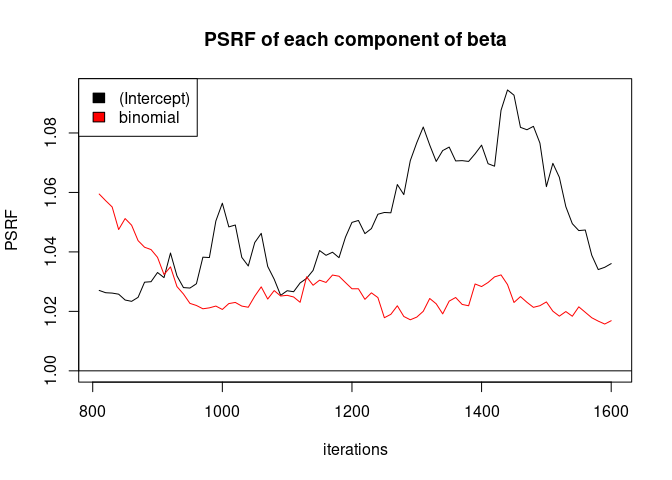 PSRF of each component of beta
(Intercept)
binomial
PSRF
1.08
1.06
1.04
1.02
1.00
800 1000 1200 1400 1600
iterations